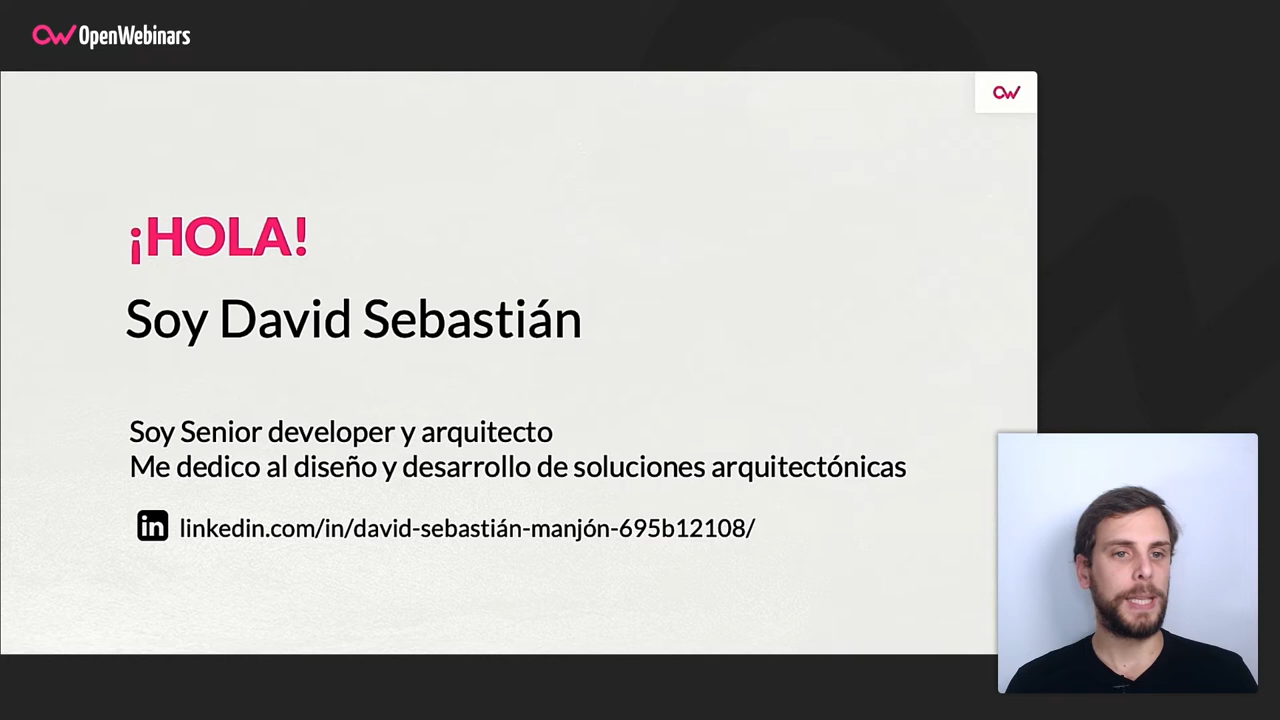 OpenWebinars
¡HOLA!
Soy David Sebastián
Soy Senior developer y arquitecto
Me dedico al diseño y desarrollo de soluciones arquitectónicas
in linkedin.com/in/david-sebastián-manjón-695b12108/